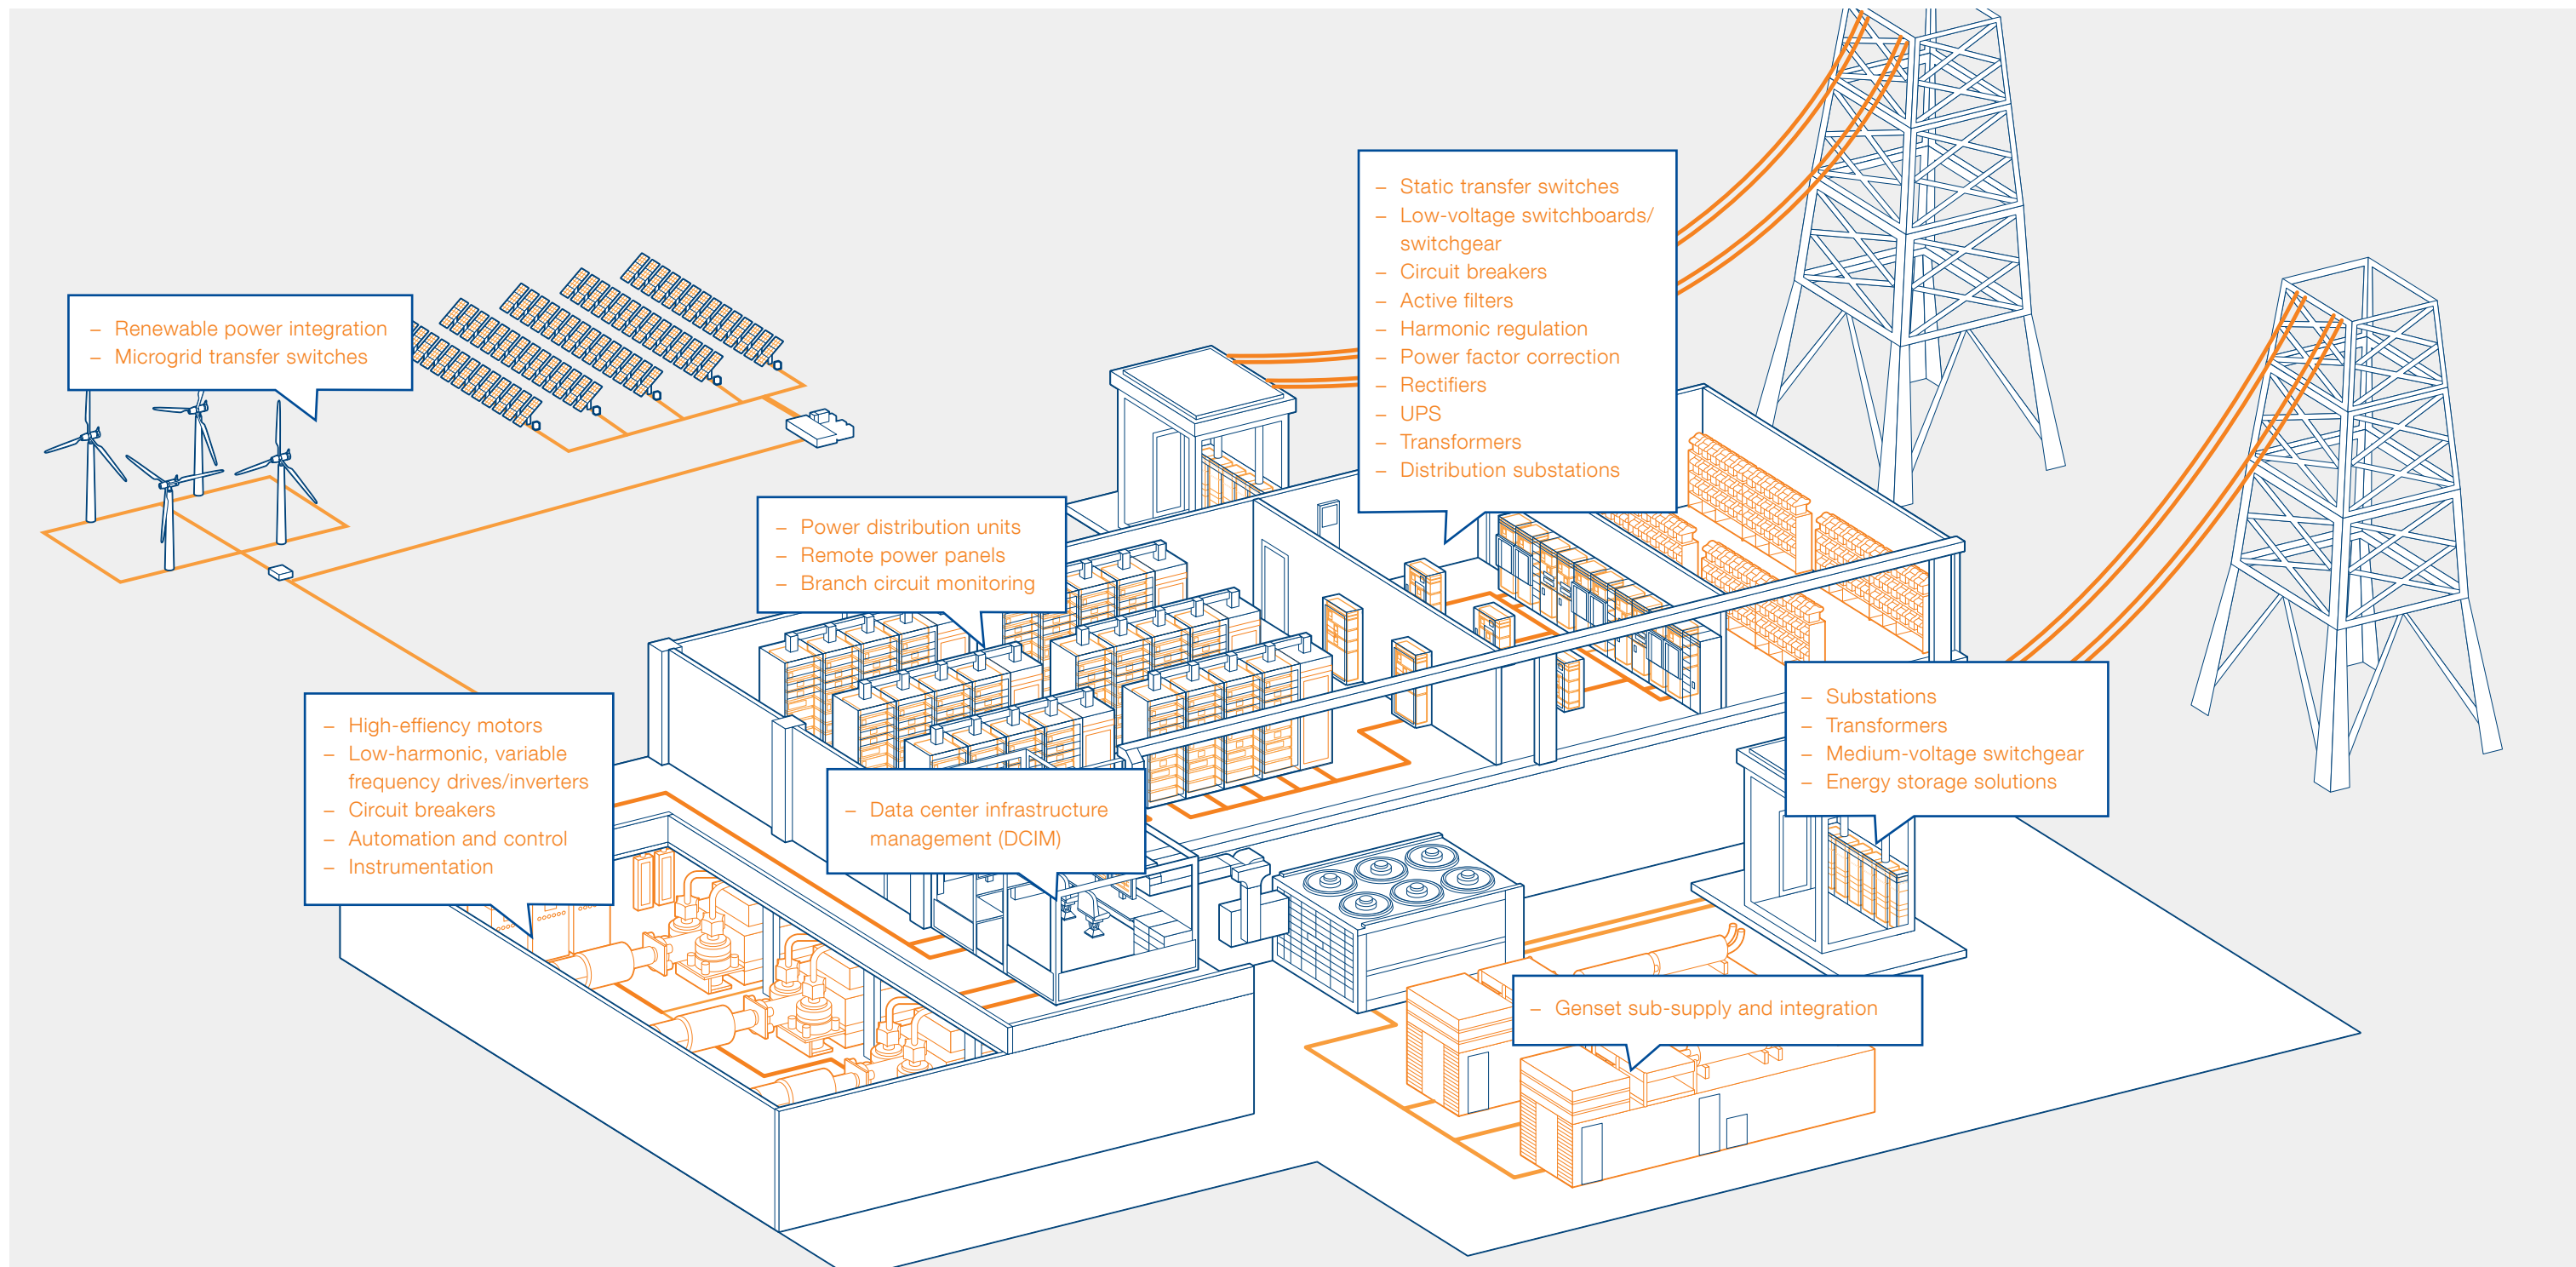 – Static transfer switches
– Low-voltage switchboards/
switchgear
– Circuit breakers
– Active filters
– Harmonic regulation
– Power factor correction
– Rectifiers
– UPS
– Transformers
– Distribution substations
– Renewable power integration
– Microgrid transfer switches
– Power distribution units
– Remote power panels
– Branch circuit monitoring
– High-effiency motors
– Low-harmonic, variable
frequency drives/inverters
– Circuit breakers
– Automation and control
– Instrumentation
– Data center infrastructure
management (DCIM)
– Substations
– Transformers
– Medium-voltage switchgear
– Energy storage solutions
– Genset sub-supply and integration